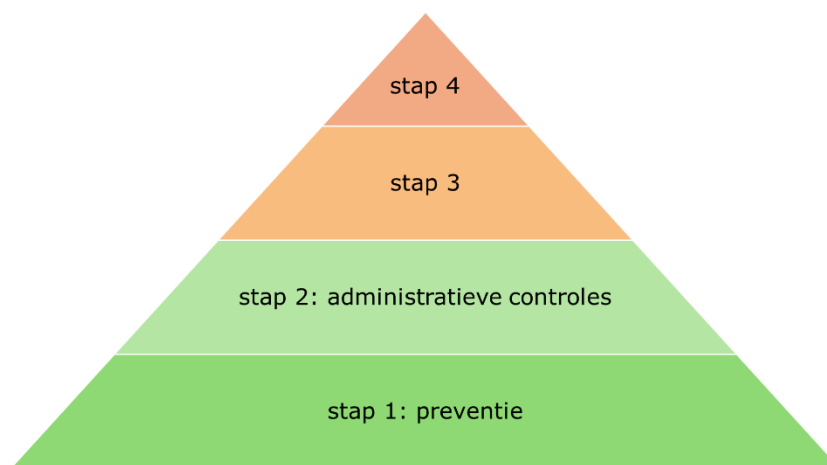 stap 4
stap 3
stap 2: administratieve controles
stap 1: preventie